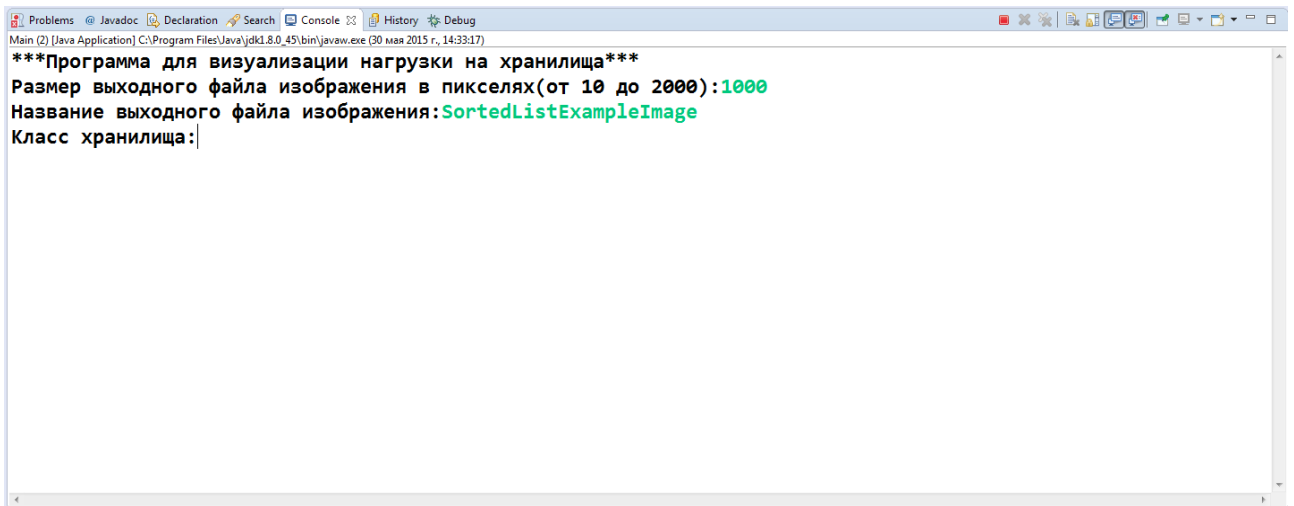 Problems @ Javadoc Declaration Search Console History Debug
Main (2) [Java Application] C:\Program Files\Java\jdk1.8.0_45\bin\javaw.exe (30 мая 2015 г., 14:33:17)
***Программа для визуализации нагрузки на хранилища***
Размер выходного файла изображения в пикселях(от 10 до 2000):1000
Название выходного файла изображения:SortedListExampleImage
Класс хранилища: